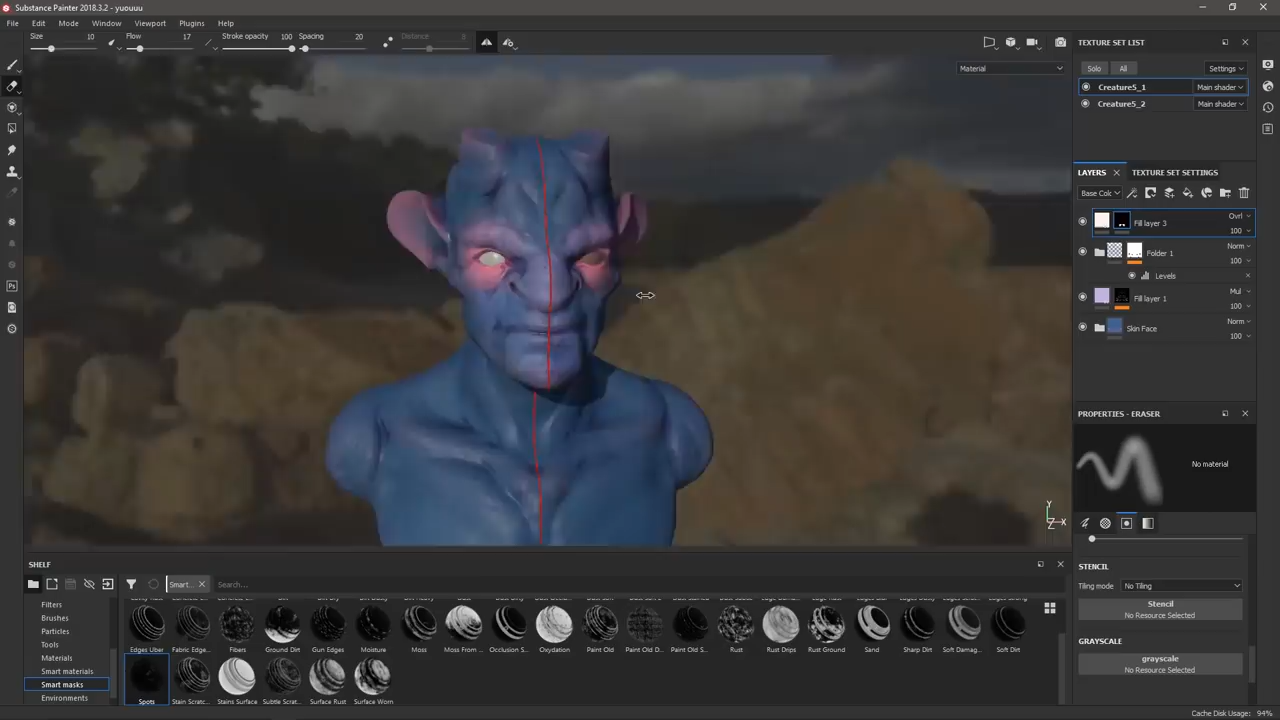 Substance Painter 2018.3.2 - yuouuu
File Edit Mode Window Viewport Plugins Help
Size 10 Flow 17 Stroke opacity 100 Spacing 20 Distance
Material
TEXTURE SET LIST
Solo All Settings
Creature5_1 Main shader
Creature5_2 Main shader
LAYERS TEXTURE SET SETTINGS
Base Col
Fill layer 3 Ovrl 100
Folder 1 Norm 100
Levels
Fill layer 1 Mul 100
Skin Face Norm 100
PROPERTIES - ERASER
No material
Y
Z X
STENCIL
Tiling mode No Tiling
Stencil
No Resource Selected
GRAYSCALE
grayscale
No Resource Selected
SHELF
Smart... Search...
Filters
Brushes
Particles
Tools
Materials
Smart materials
Smart masks
Environments
Edges Uber Fabric Edge... Fibers Ground Dirt Gun Edges Moisture Moss Moss From ... Occlusion S... Oxydation Paint Old Paint Old D... Paint Old S... Rust Rust Drips Rust Ground Sand Sharp Dirt Soft Damag... Soft Dirt
Spots Stain Scratc... Stains Surface Subtle Scrat... Surface Rust Surface Worn
Cache Disk Usage: 94%